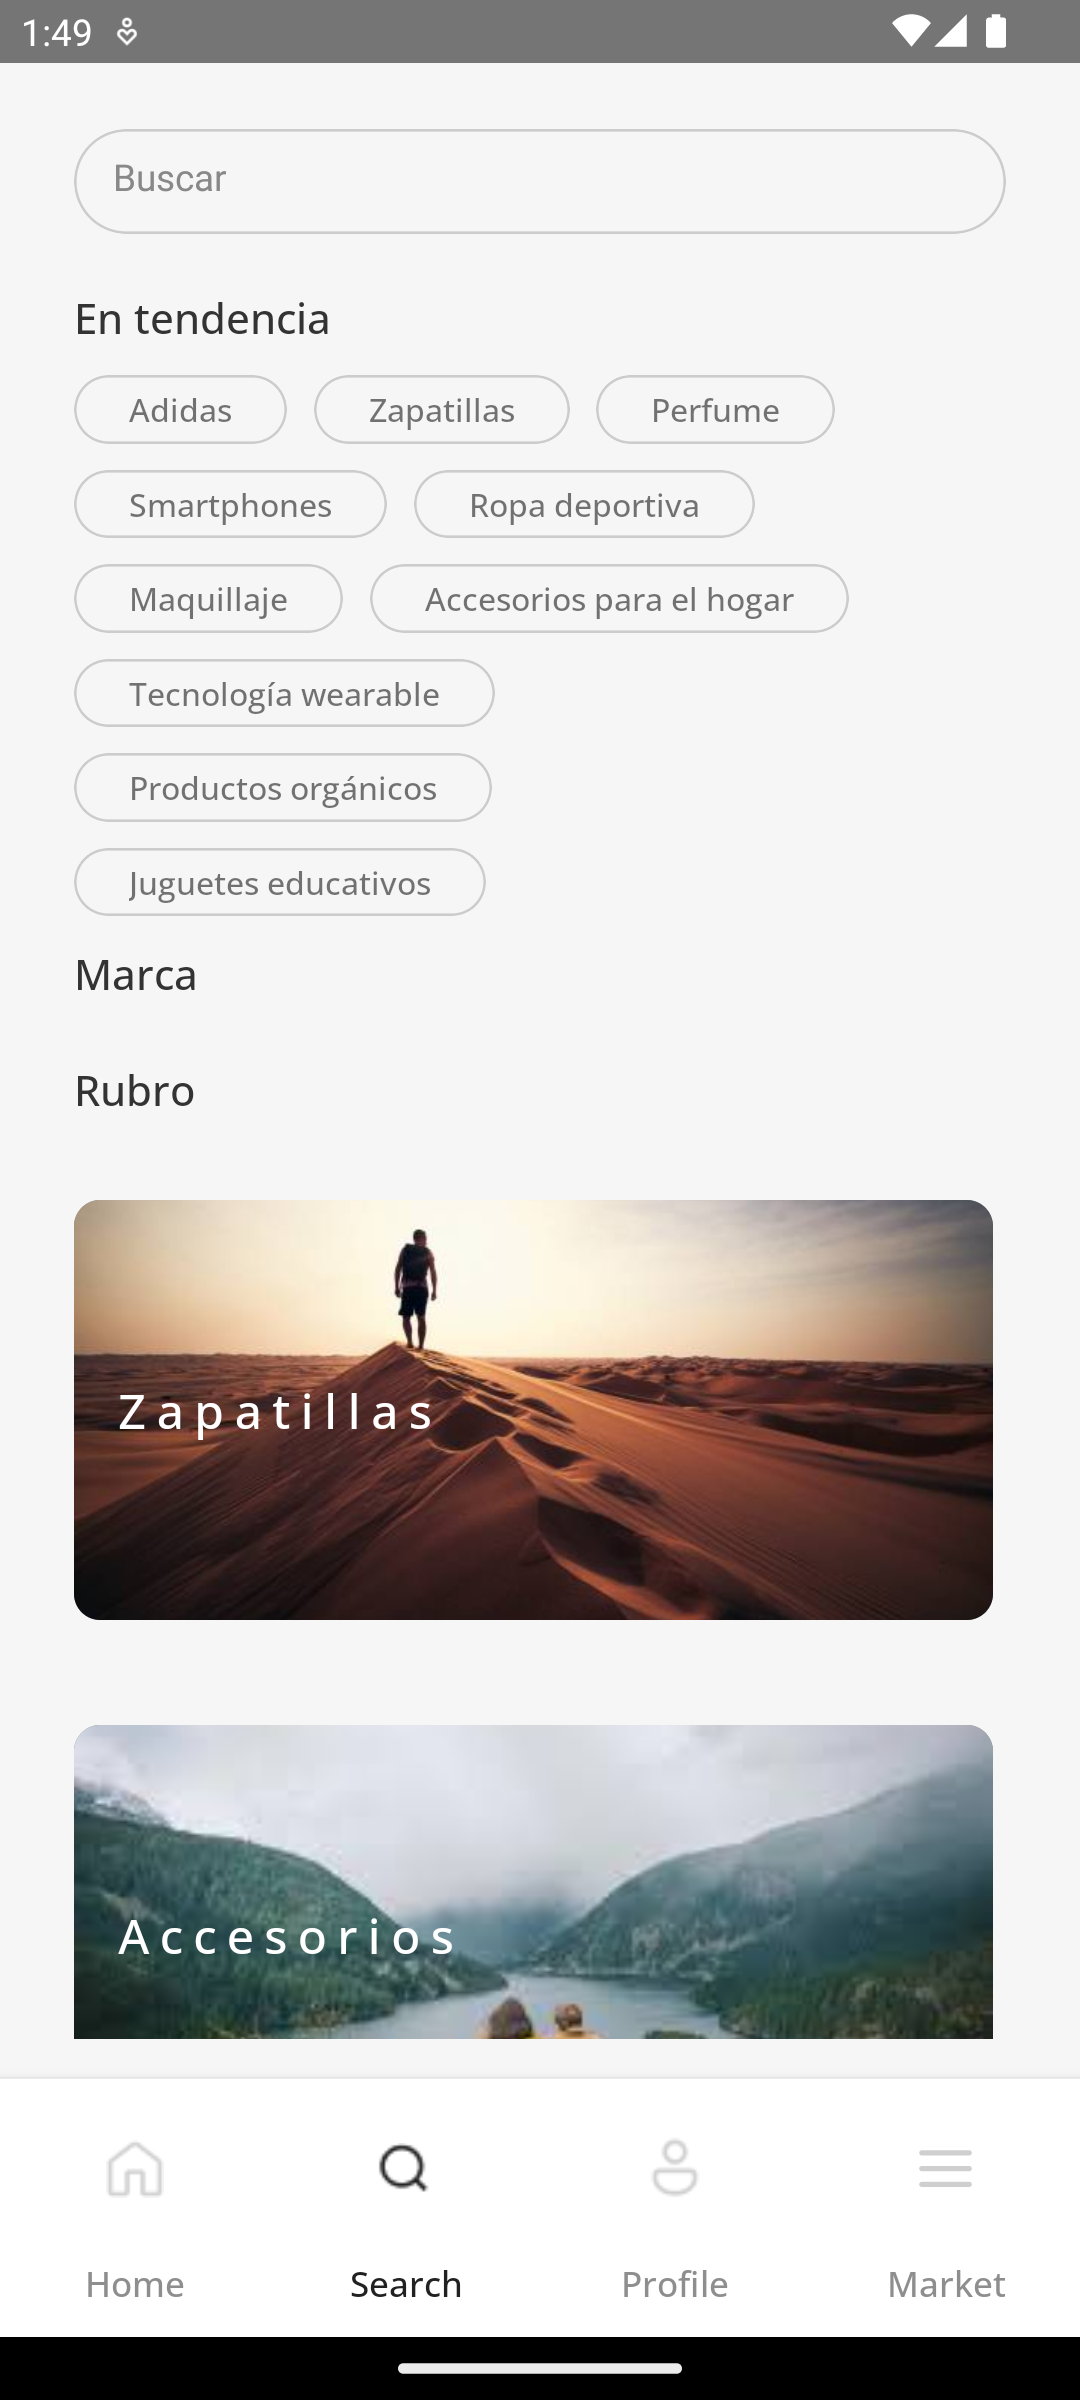 1:49
Buscar
En tendencia
Adidas Zapatillas Perfume
Smartphones Ropa deportiva
Maquillaje Accesorios para el hogar
Tecnología wearable
Productos orgánicos
Juguetes educativos
Marca
Rubro
Zapatillas
Accesorios
Home Search Profile Market